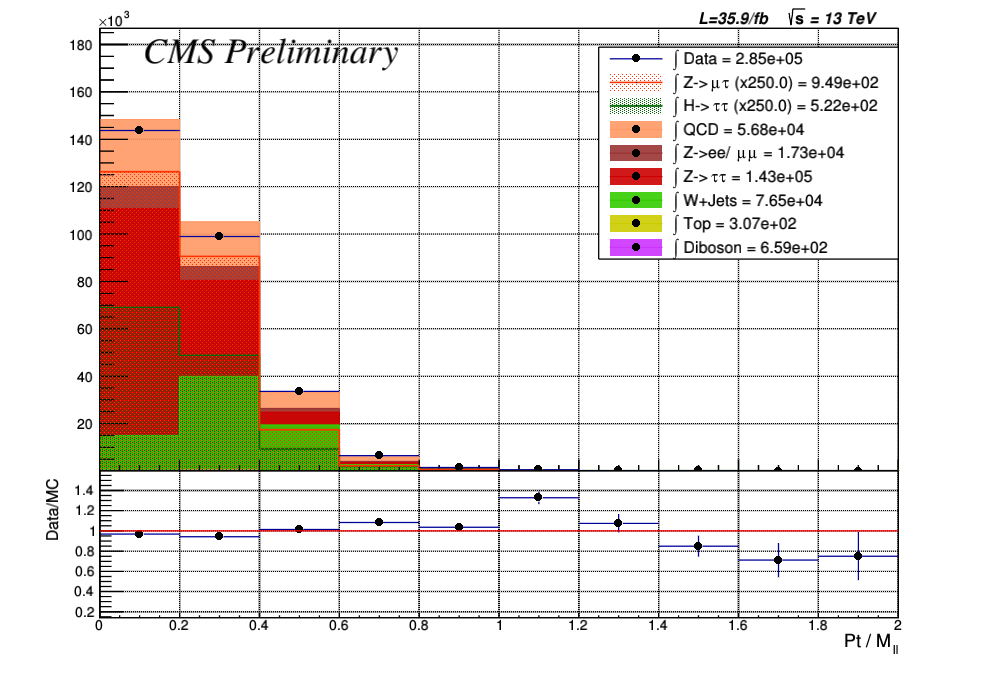 L=35.9/fb √s = 13 TeV
×10³
CMS Preliminary
180
160
140
120
100
80
60
40
20
∫ Data = 2.85e+05
∫ Z->μτ (x250.0) = 9.49e+02
∫ H->ττ (x250.0) = 5.22e+02
∫ QCD = 5.68e+04
∫ Z->ee/ μμ = 1.73e+04
∫ Z->ττ = 1.43e+05
∫ W+Jets = 7.65e+04
∫ Top = 3.07e+02
∫ Diboson = 6.59e+02
Data/MC
1.4
1.2
1
0.8
0.6
0.4
0.2
0 0.2 0.4 0.6 0.8 1 1.2 1.4 1.6 1.8 2
Pt / M_ll